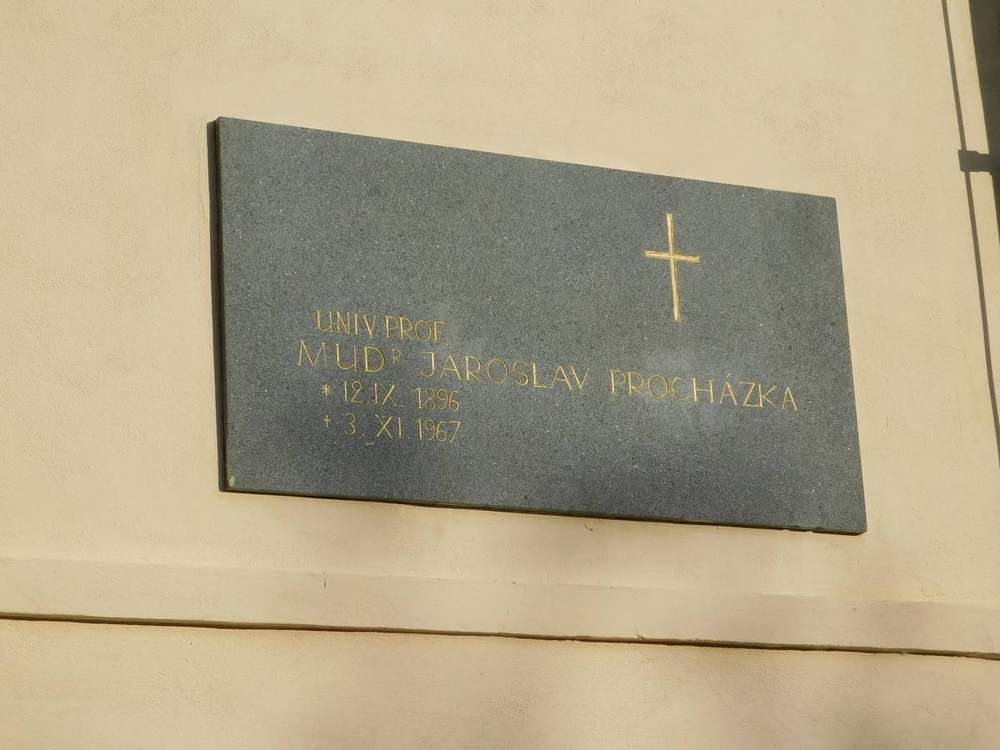 UNIV PROF
MUDR JAROSLAV PROCHÁZKA
* 12. IX. 1896
† 3. XI. 1967